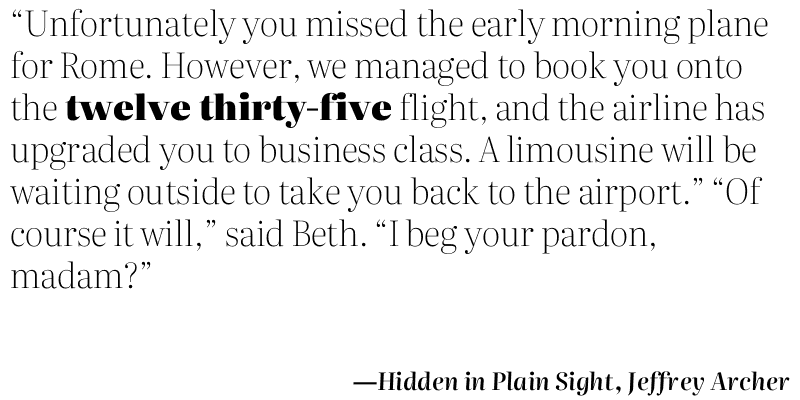 “Unfortunately you missed the early morning plane
for Rome. However, we managed to book you onto
the twelve thirty-five flight, and the airline has
upgraded you to business class. A limousine will be
waiting outside to take you back to the airport.” “Of
course it will,” said Beth. “I beg your pardon,
madam?”
—Hidden in Plain Sight, Jeffrey Archer